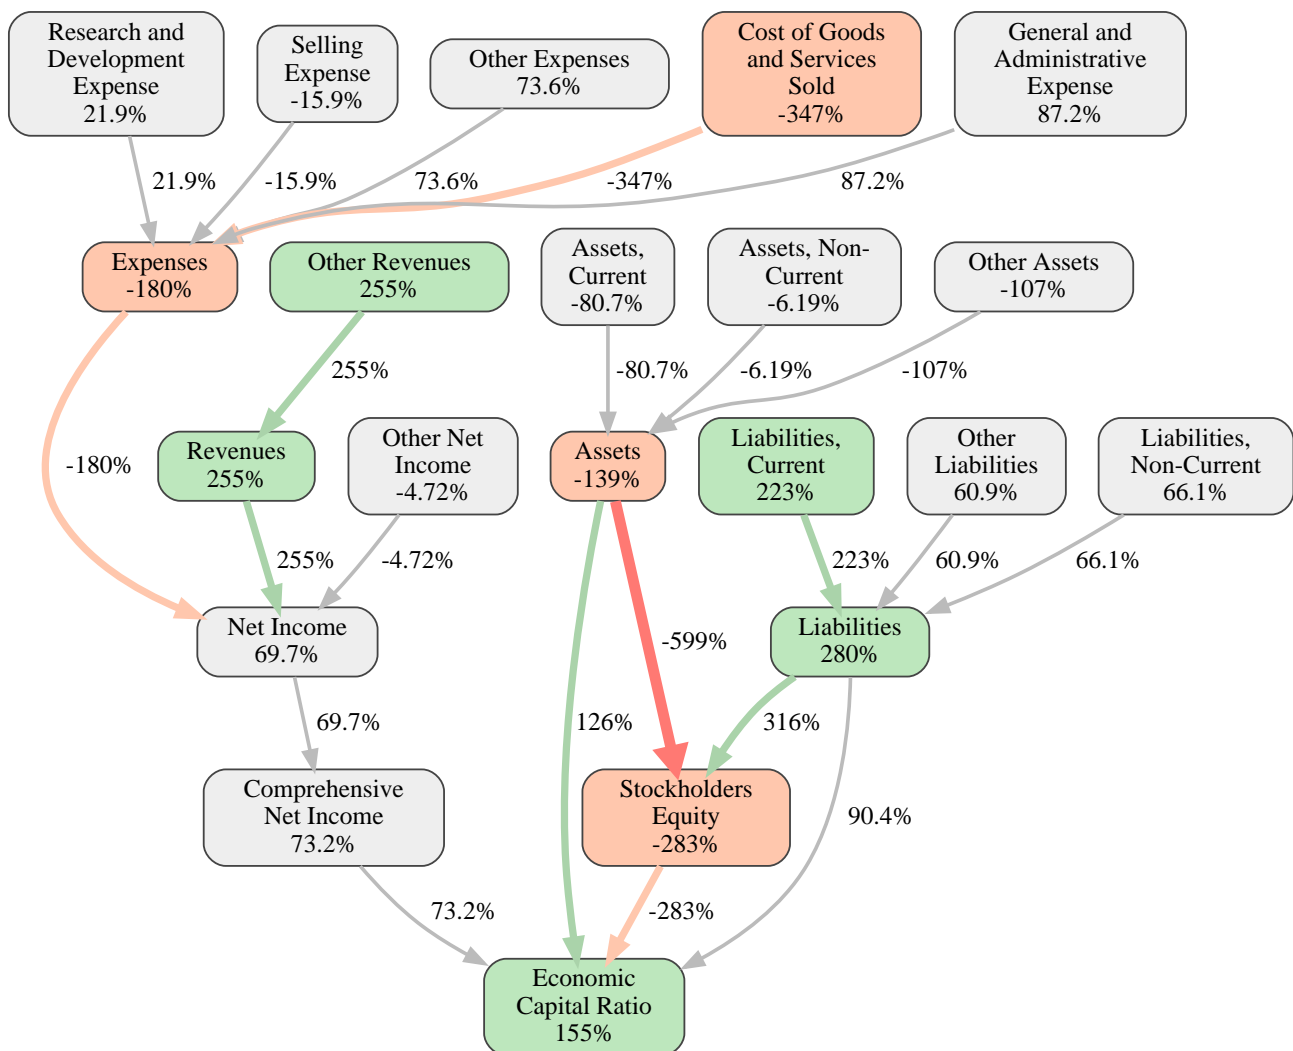 Research and
Development
Expense
21.9%
Selling
Expense
-15.9%
Other Expenses
73.6%
Cost of Goods
and Services
Sold
-347%
General and
Administrative
Expense
87.2%
21.9%
-15.9%
73.6%
-347%
87.2%
Expenses
-180%
Other Revenues
255%
Assets,
Current
-80.7%
Assets, Non-
Current
-6.19%
Other Assets
-107%
255%
-80.7%
-6.19%
-107%
-180%
Revenues
255%
Other Net
Income
-4.72%
Assets
-139%
Liabilities,
Current
223%
Other
Liabilities
60.9%
Liabilities,
Non-Current
66.1%
255%
-4.72%
223%
60.9%
66.1%
Net Income
69.7%
-599%
Liabilities
280%
69.7%
126%
316%
Comprehensive
Net Income
73.2%
Stockholders
Equity
-283%
90.4%
73.2%
-283%
Economic
Capital Ratio
155%